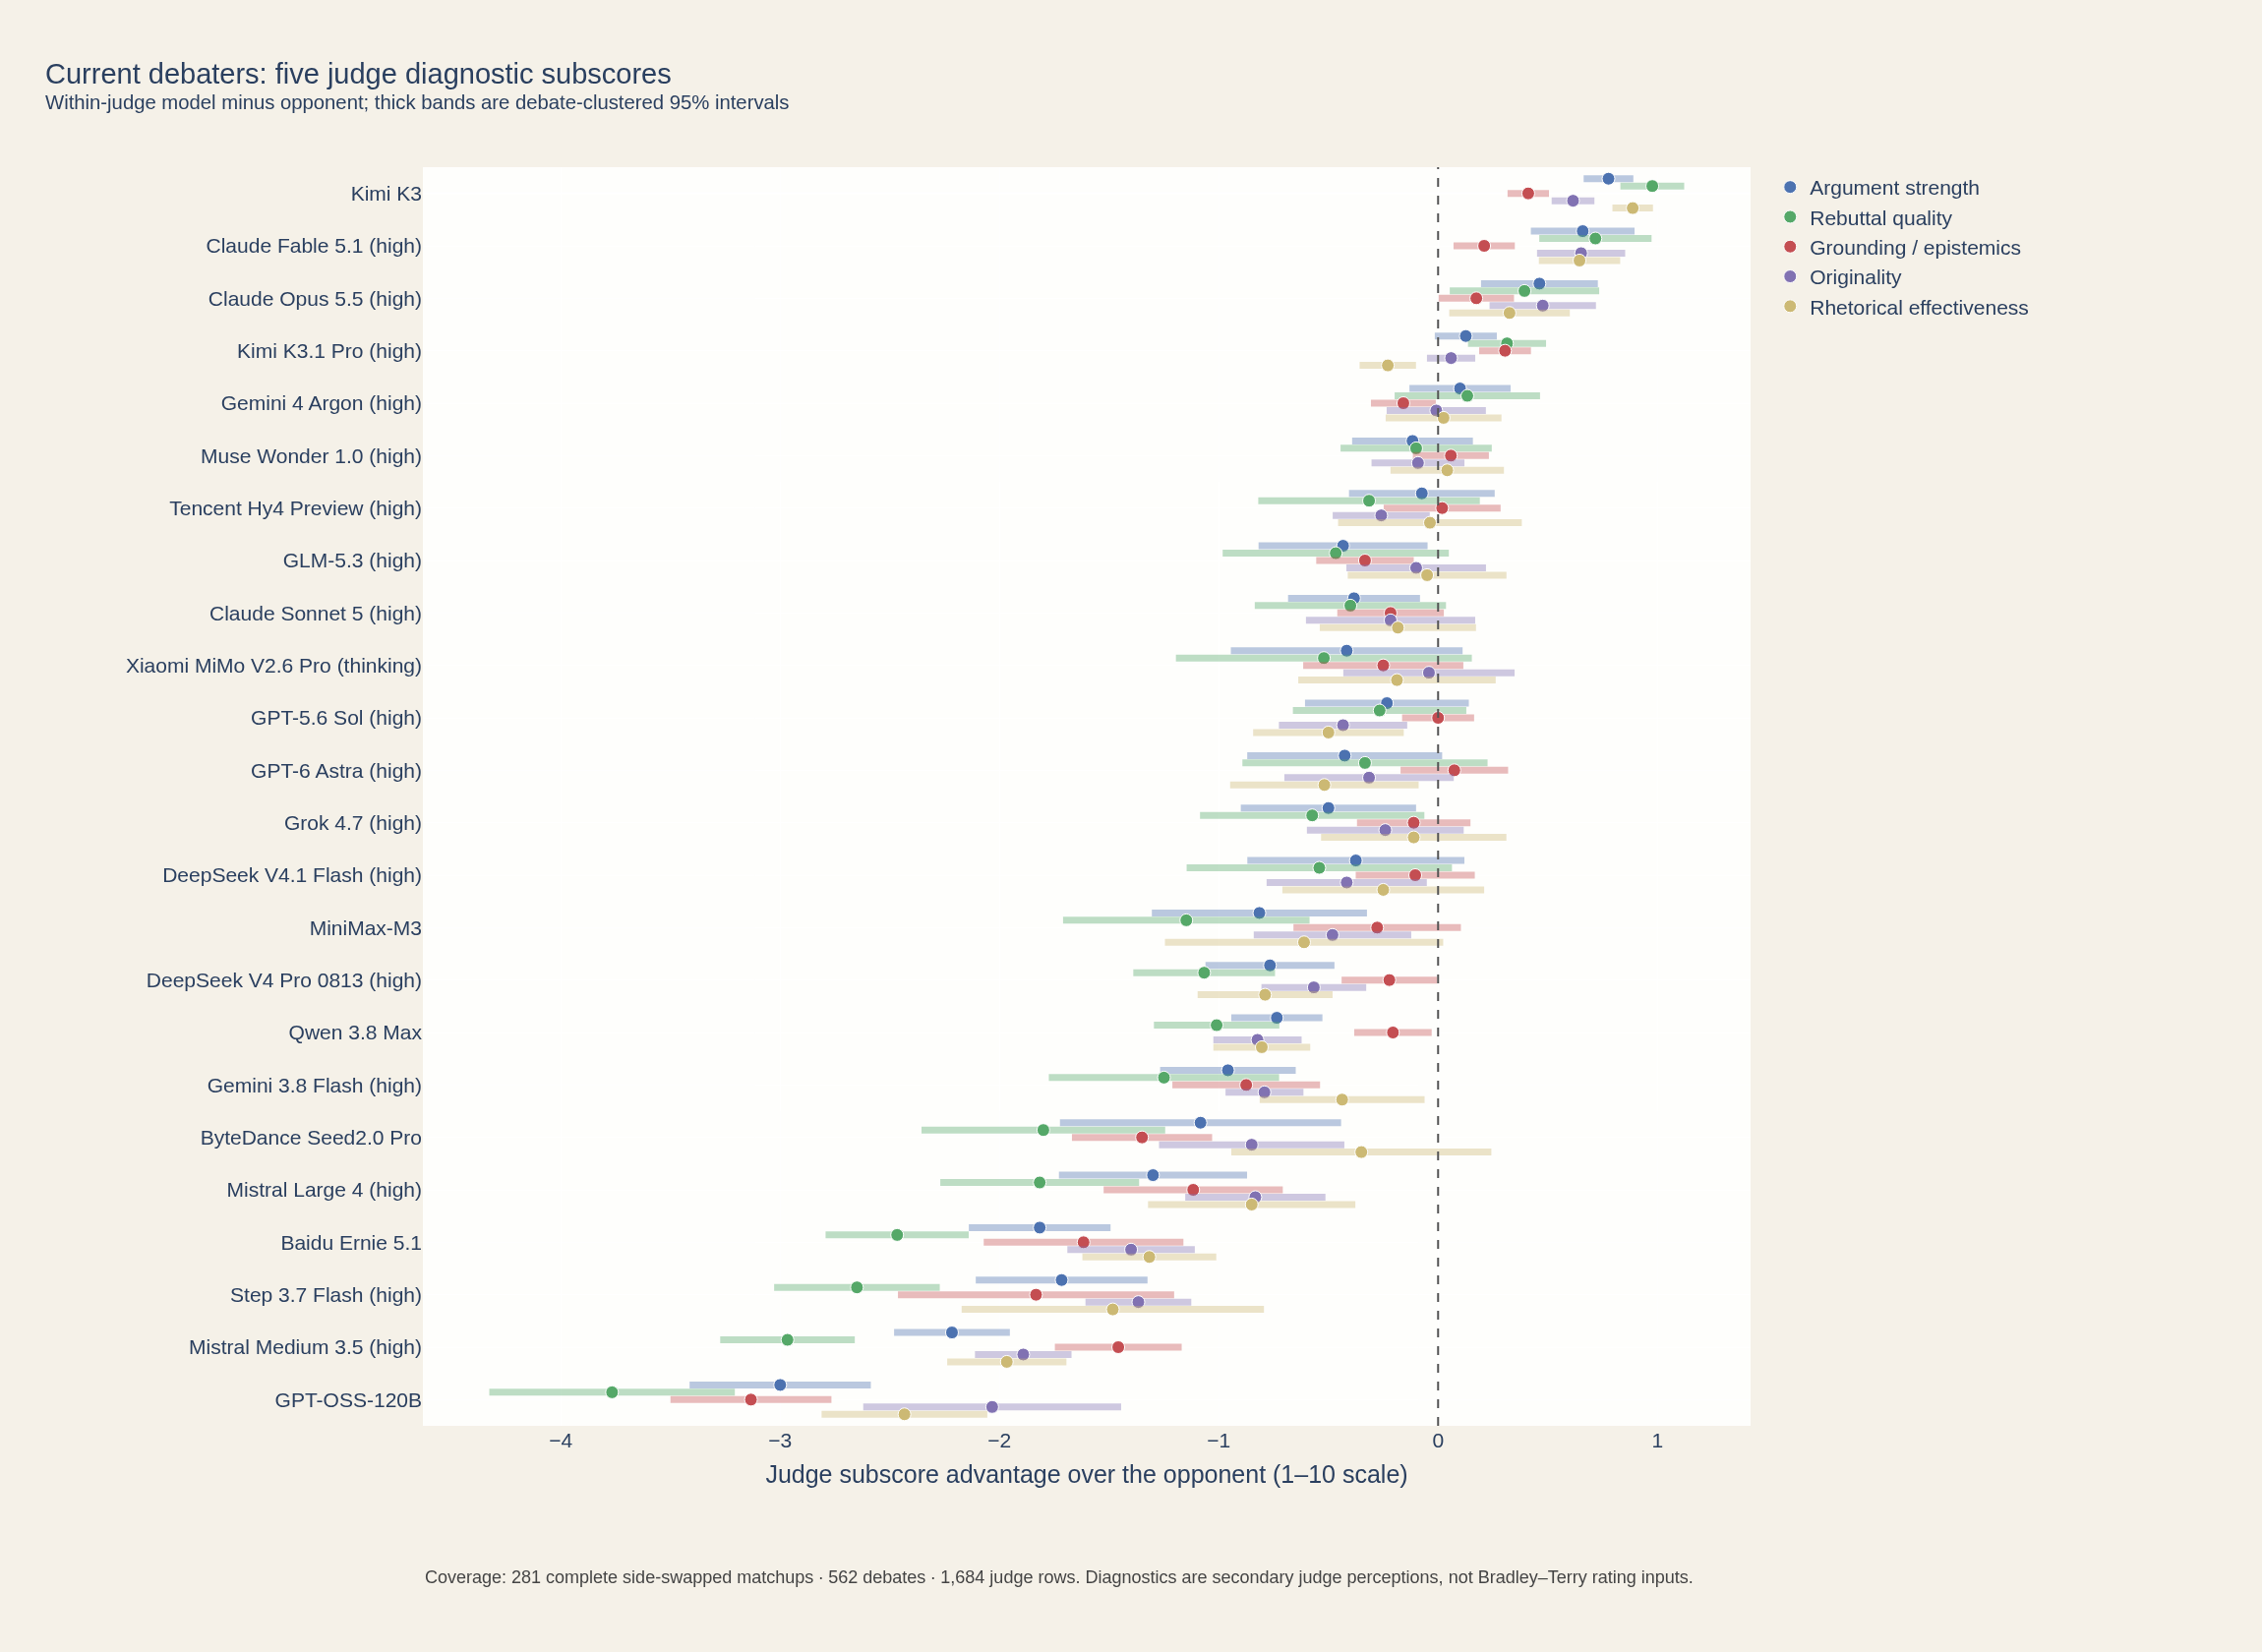 Current debaters: five judge diagnostic subscores
Within-judge model minus opponent; thick bands are debate-clustered 95% intervals
Kimi K3
Claude Fable 5.1 (high)
Claude Opus 5.5 (high)
Kimi K3.1 Pro (high)
Gemini 4 Argon (high)
Muse Wonder 1.0 (high)
Tencent Hy4 Preview (high)
GLM-5.3 (high)
Claude Sonnet 5 (high)
Xiaomi MiMo V2.6 Pro (thinking)
GPT-5.6 Sol (high)
GPT-6 Astra (high)
Grok 4.7 (high)
DeepSeek V4.1 Flash (high)
MiniMax-M3
DeepSeek V4 Pro 0813 (high)
Qwen 3.8 Max
Gemini 3.8 Flash (high)
ByteDance Seed2.0 Pro
Mistral Large 4 (high)
Baidu Ernie 5.1
Step 3.7 Flash (high)
Mistral Medium 3.5 (high)
GPT-OSS-120B
Argument strength
Rebuttal quality
Grounding / epistemics
Originality
Rhetorical effectiveness
−4 −3 −2 −1 0 1
Judge subscore advantage over the opponent (1–10 scale)
Coverage: 281 complete side-swapped matchups · 562 debates · 1,684 judge rows. Diagnostics are secondary judge perceptions, not Bradley–Terry rating inputs.